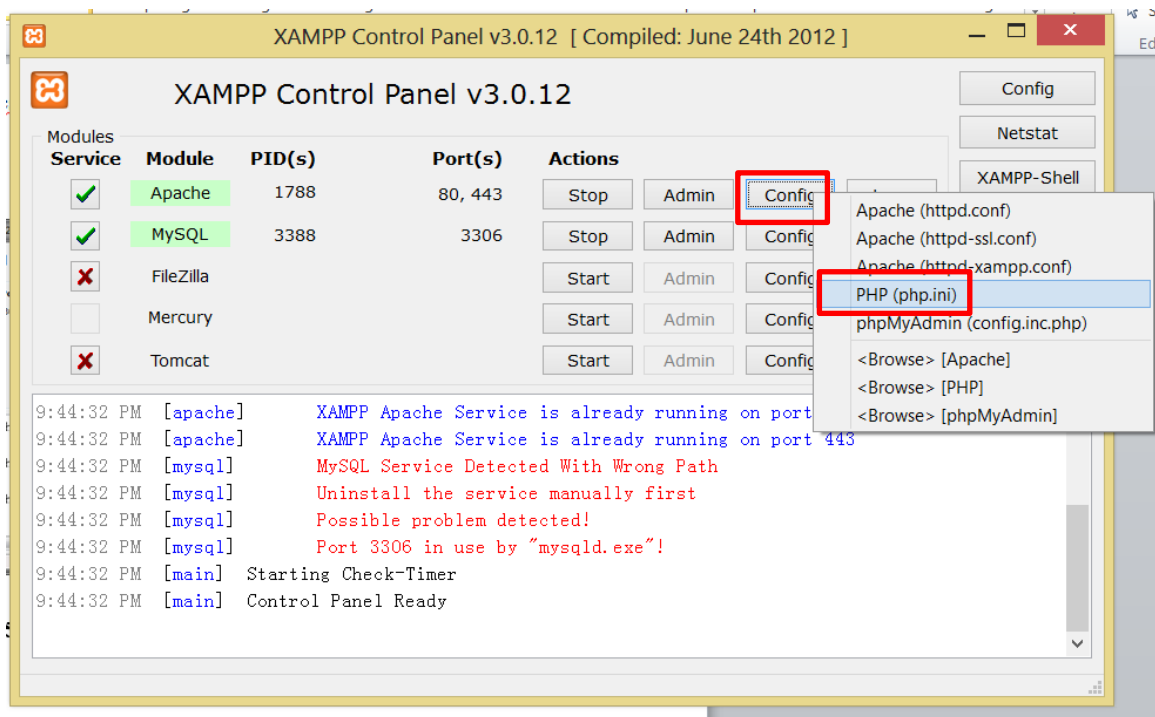 XAMPP Control Panel v3.0.12 [ Compiled: June 24th 2012 ]
XAMPP Control Panel v3.0.12
Config
Netstat
XAMPP-Shell
Modules
Service Module PID(s) Port(s) Actions
Apache 1788 80, 443 Stop Admin Config
MySQL 3388 3306 Stop Admin Config
FileZilla Start Admin Config
Mercury Start Admin Config
Tomcat Start Admin Config
Apache (httpd.conf)
Apache (httpd-ssl.conf)
Apache (httpd-xampp.conf)
PHP (php.ini)
phpMyAdmin (config.inc.php)
<Browse> [Apache]
<Browse> [PHP]
<Browse> [phpMyAdmin]
9:44:32 PM [apache] XAMPP Apache Service is already running on port
9:44:32 PM [apache] XAMPP Apache Service is already running on port 443
9:44:32 PM [mysql] MySQL Service Detected With Wrong Path
9:44:32 PM [mysql] Uninstall the service manually first
9:44:32 PM [mysql] Possible problem detected!
9:44:32 PM [mysql] Port 3306 in use by "mysqld.exe"!
9:44:32 PM [main] Starting Check-Timer
9:44:32 PM [main] Control Panel Ready